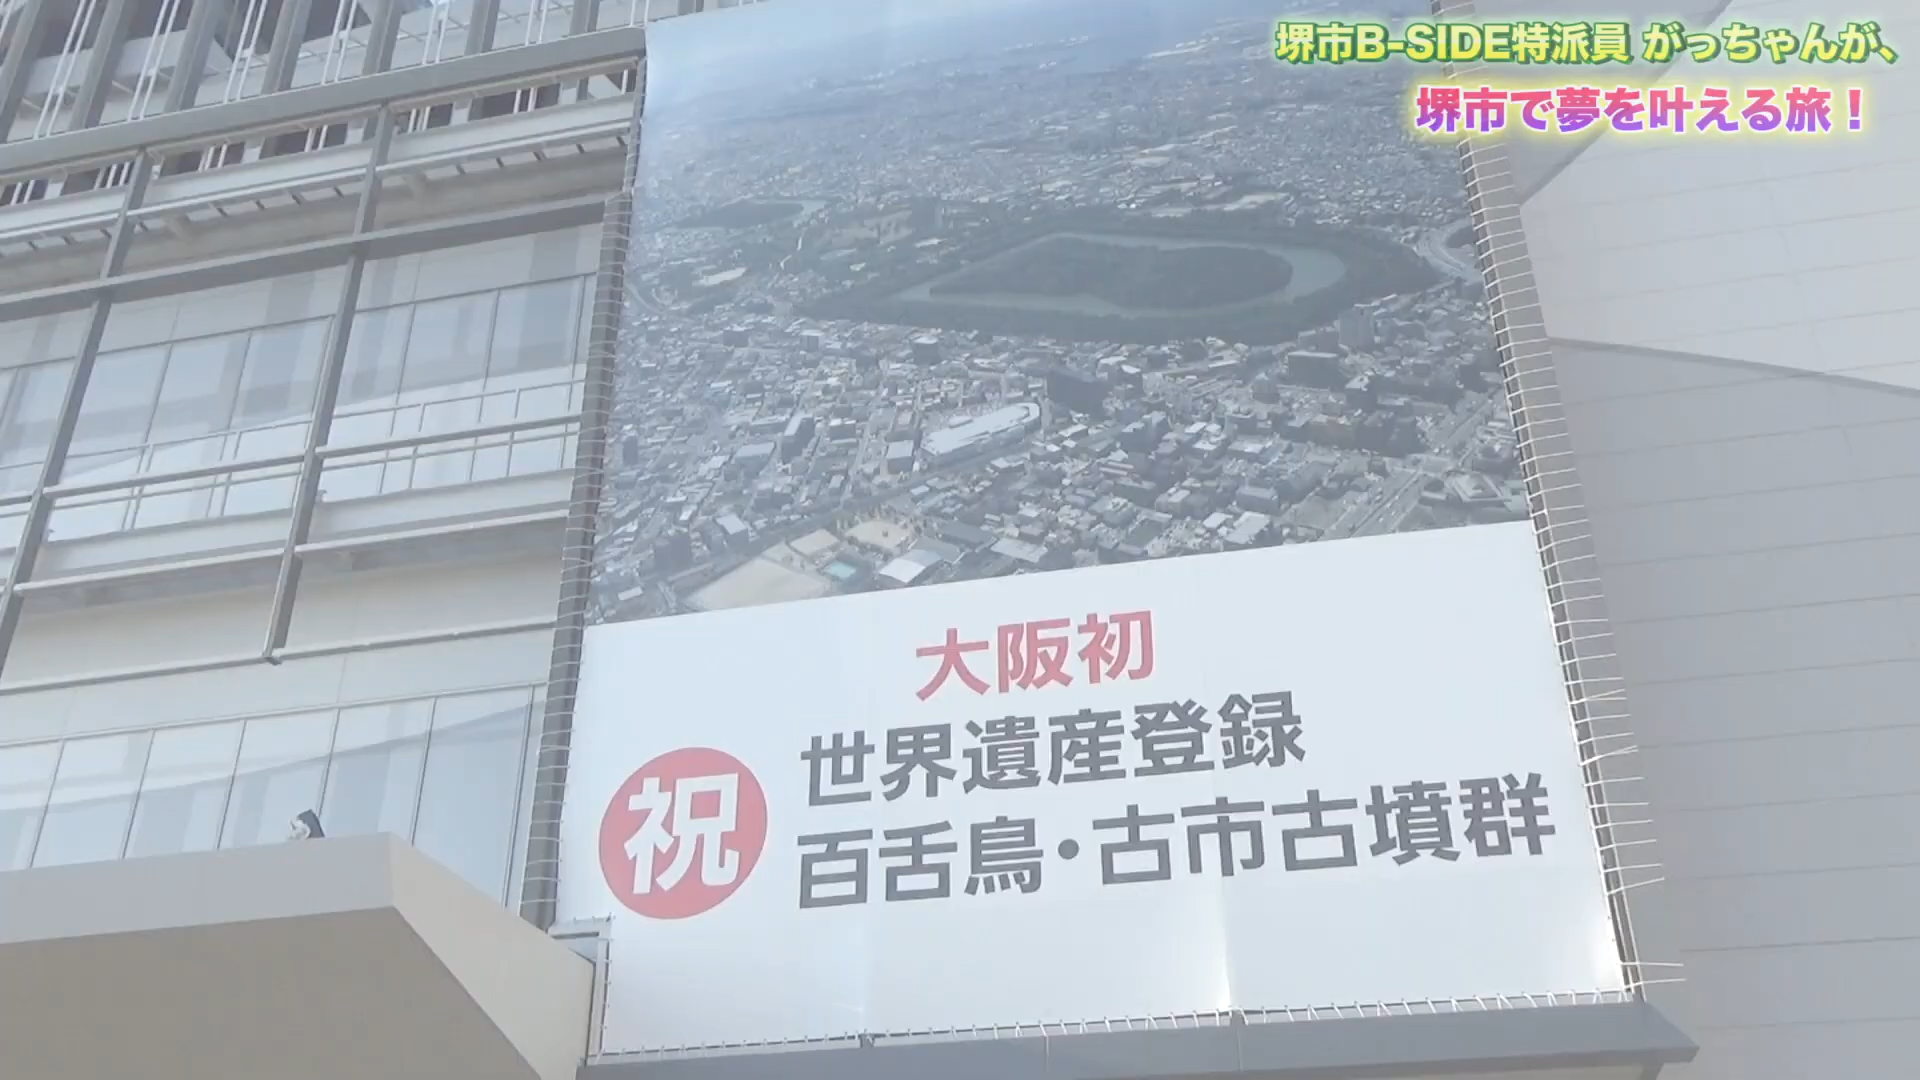 堺市B-SIDE特派員 がっちゃんが、
堺市で夢を叶える旅！
大阪初
祝
世界遺産登録
百舌鳥・古市古墳群